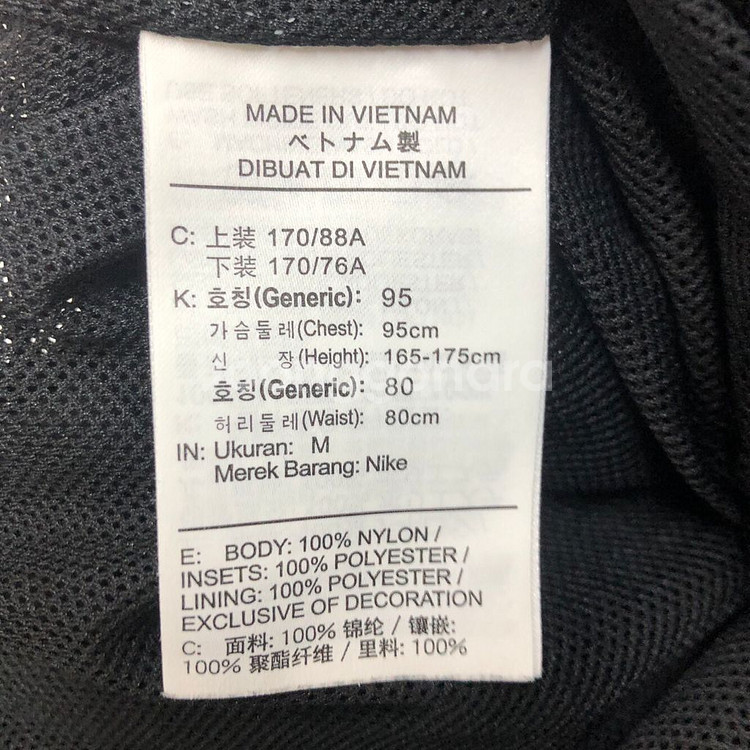 MADE IN VIETNAM
ベトナム製
DIBUAT DI VIETNAM
C: 上装 170/88A
下装 170/76A
K: 호칭(Generic): 95
가슴둘레(Chest): 95cm
신 장(Height): 165-175cm
호칭(Generic): 80
허리둘레(Waist): 80cm
IN: Ukuran: M
Merek Barang: Nike
E: BODY: 100% NYLON /
INSETS: 100% POLYESTER /
LINING: 100% POLYESTER /
EXCLUSIVE OF DECORATION
C: 面料: 100% 锦纶 / 镶嵌:
100% 聚酯纤维 / 里料: 100%